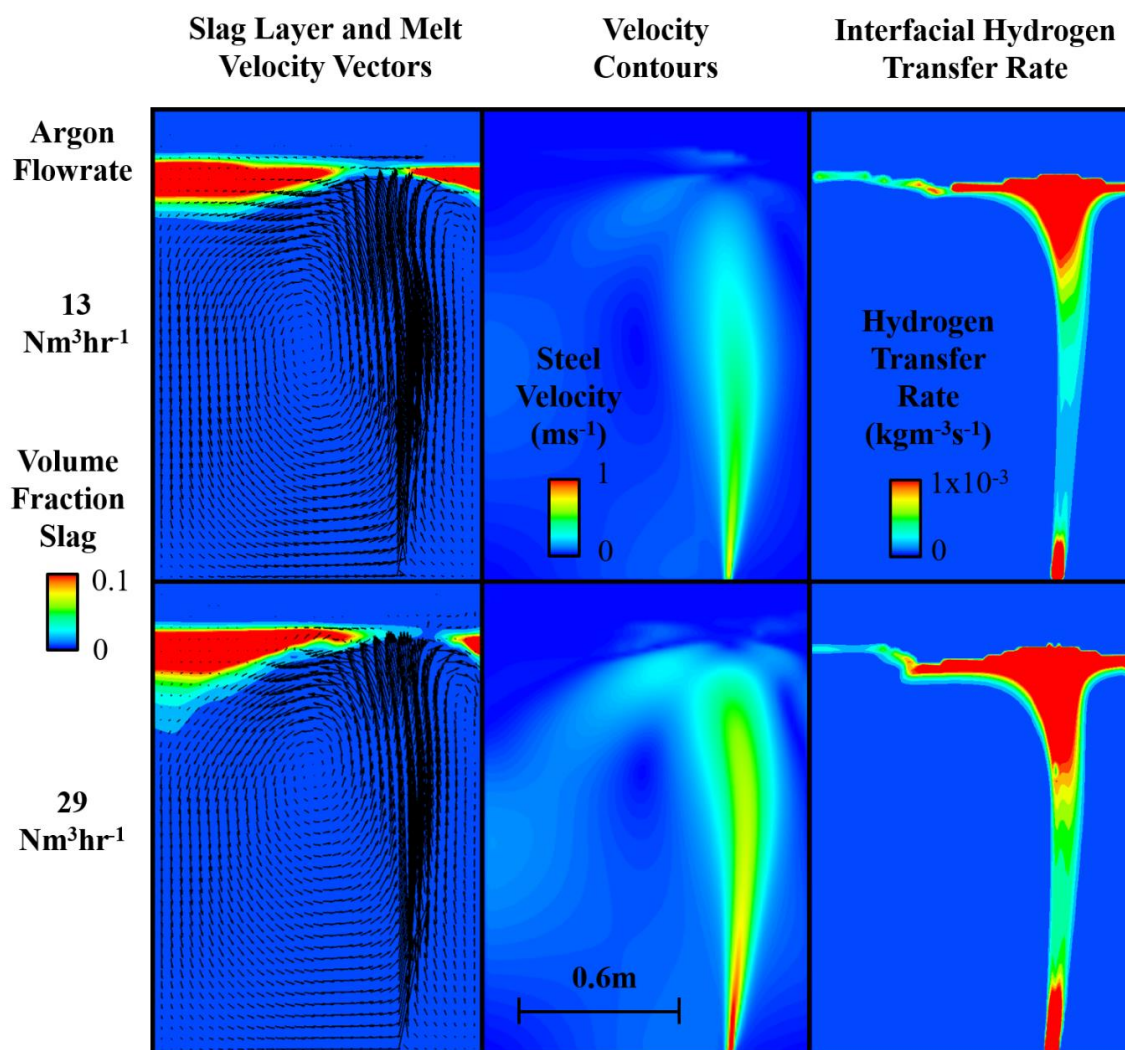 Slag Layer and Melt
Velocity Vectors
Velocity
Contours
Interfacial Hydrogen
Transfer Rate
Argon
Flowrate
13
Nm³hr⁻¹
Volume
Fraction
Slag
0.1
0
Steel
Velocity
(ms⁻¹)
1
0
Hydrogen
Transfer
Rate
(kgm⁻³s⁻¹)
1x10⁻³
0
29
Nm³hr⁻¹
0.6m